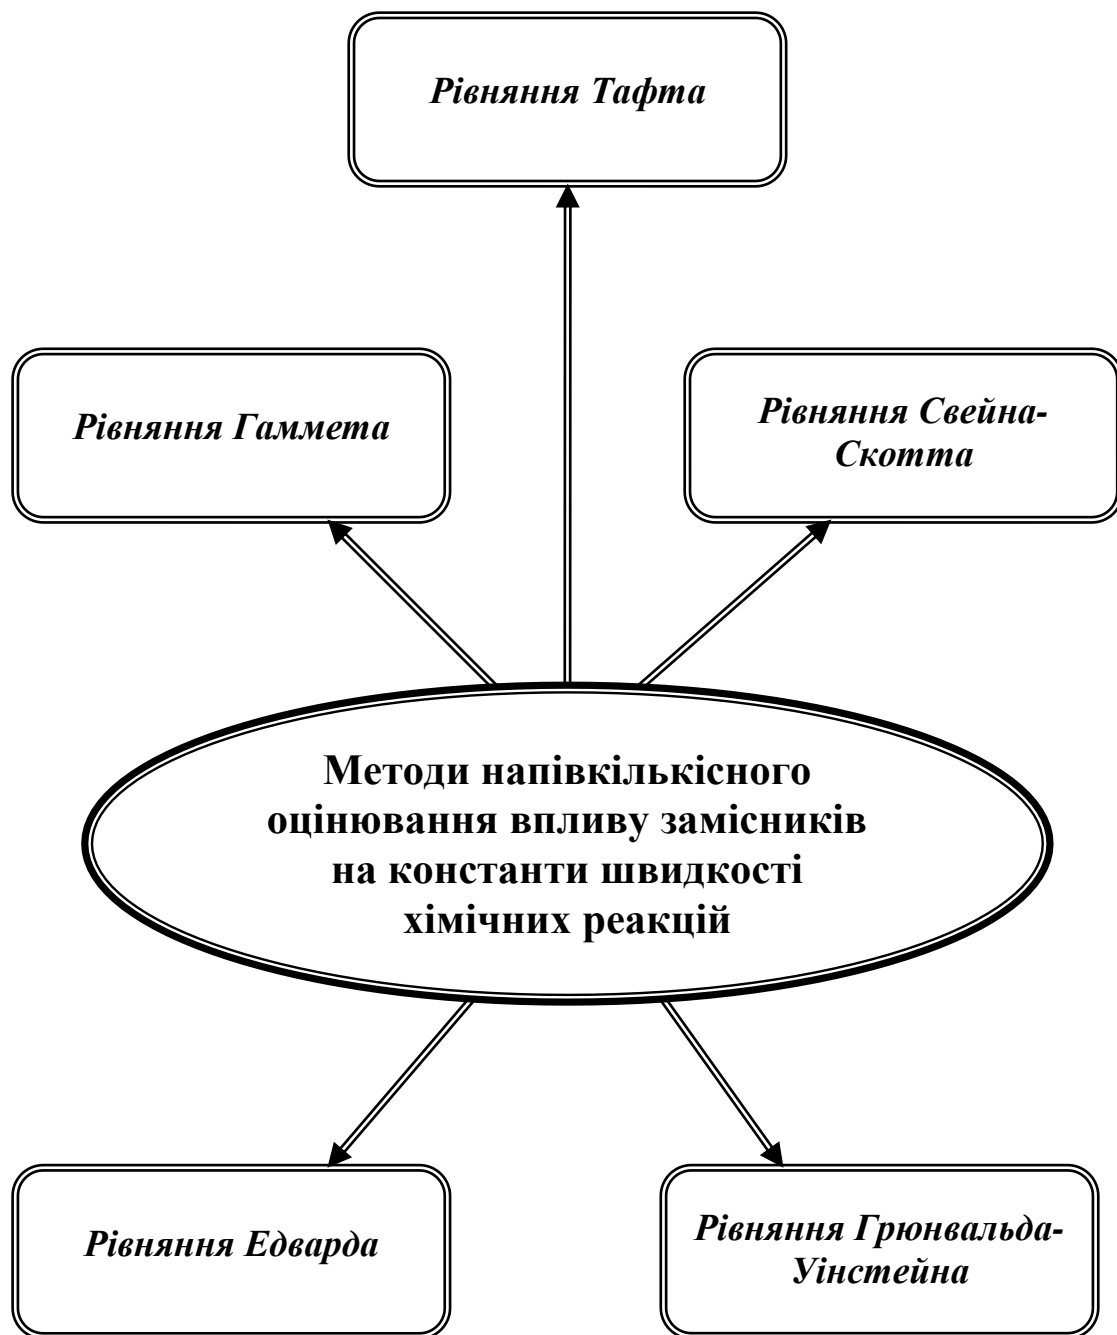 Рівняння Тафта
Рівняння Гаммета
Рівняння Свейна-
Скотта
Методи напівкількісного
оцінювання впливу замісників
на константи швидкості
хімічних реакцій
Рівняння Едварда
Рівняння Грюнвальда-
Уінстейна